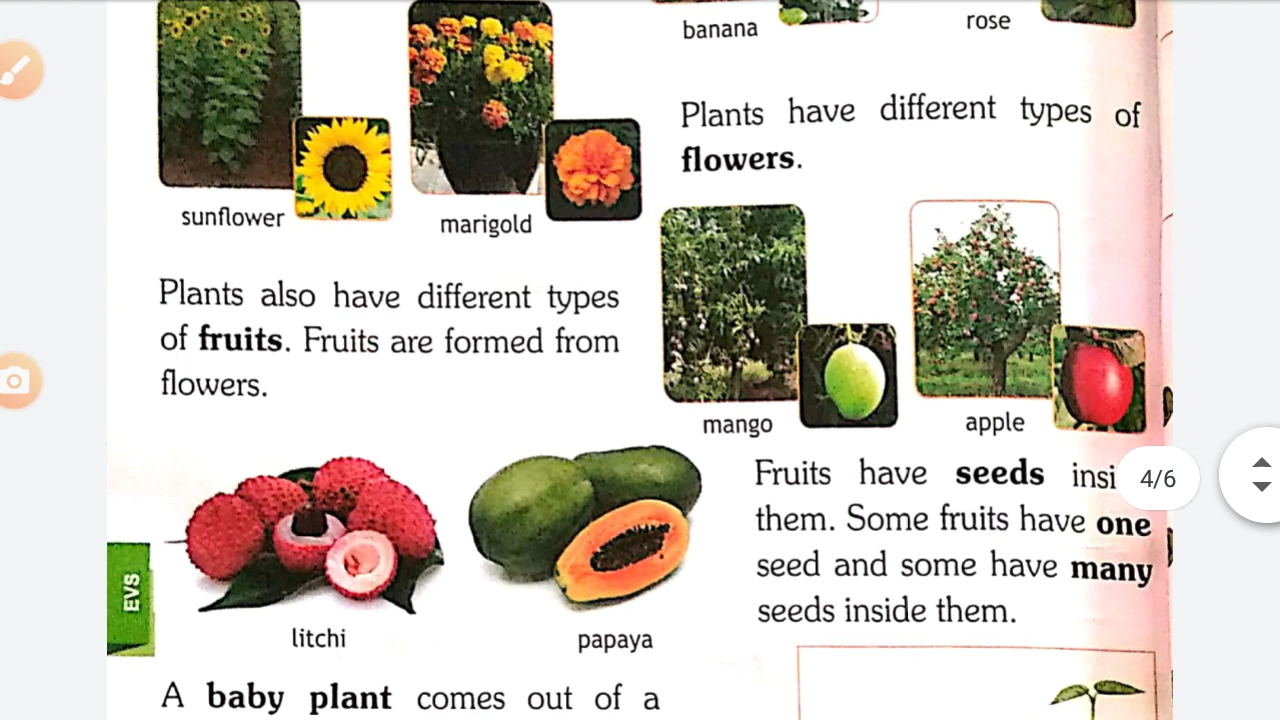 banana
rose
Plants have different types of
flowers.
sunflower
marigold
Plants also have different types
of fruits. Fruits are formed from
flowers.
mango
apple
Fruits have seeds insi
them. Some fruits have one
seed and some have many
seeds inside them.
4/6
litchi
papaya
EVS
A baby plant comes out of a